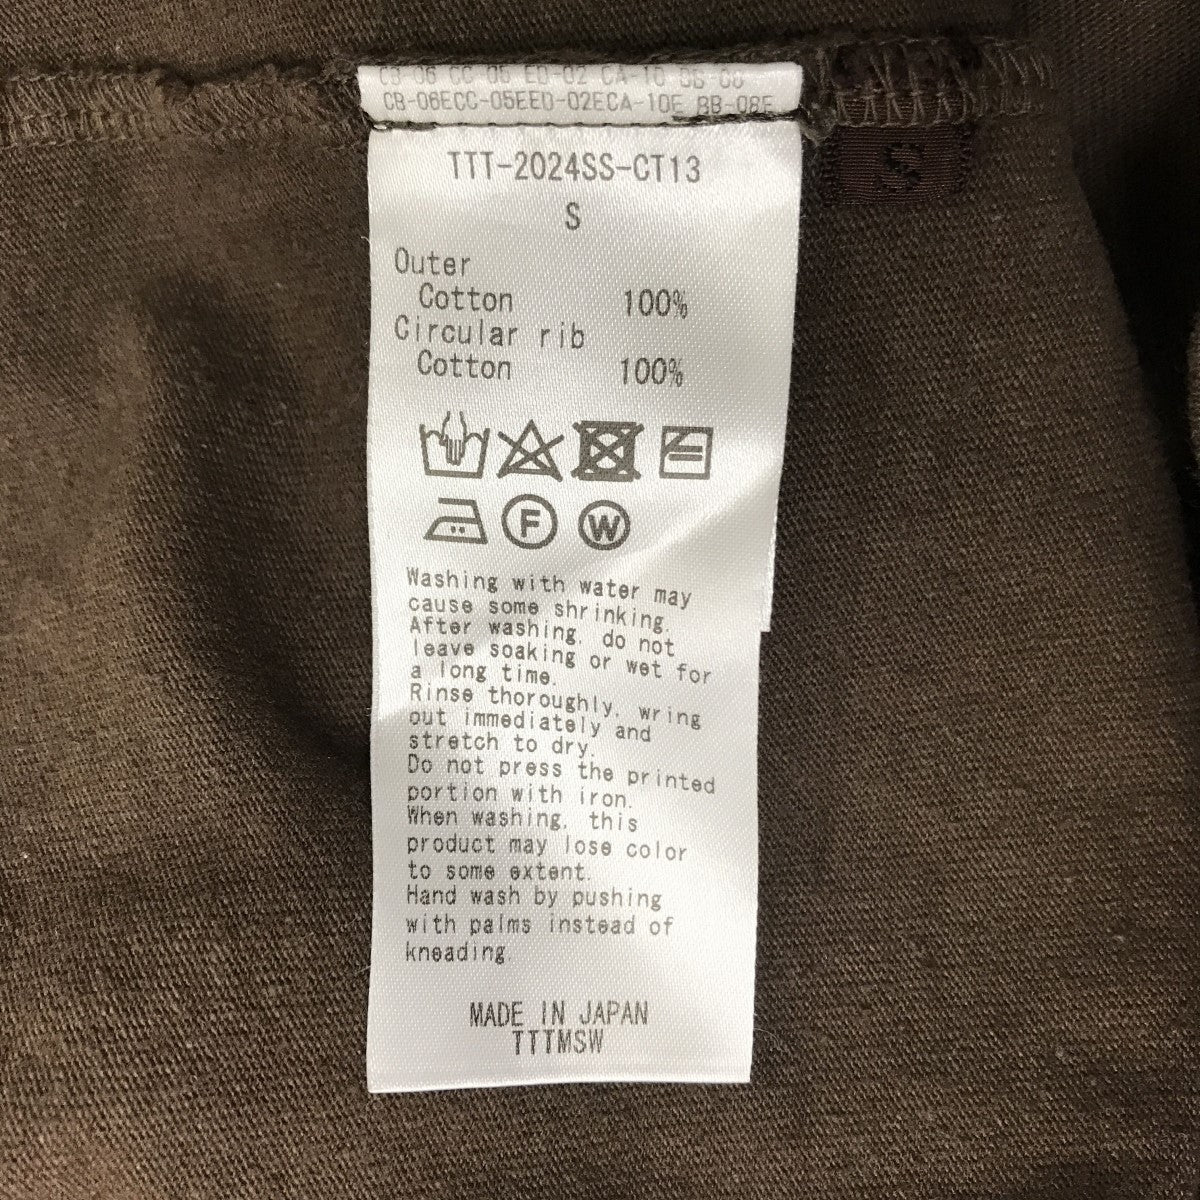 CB-06ECC-05EED-02ECA-10E BB-08E
TTT-2024SS-CT13
S
S
Outer
Cotton 100%
Circular rib
Cotton 100%
F W
Washing with water may
cause some shrinking.
After washing, do not
leave soaking or wet for
a long time.
Rinse thoroughly, wring
out immediately and
stretch to dry.
Do not press the printed
portion with iron.
When washing, this
product may lose color
to some extent.
Hand wash by pushing
with palms instead of
kneading.
MADE IN JAPAN
TTTMSW